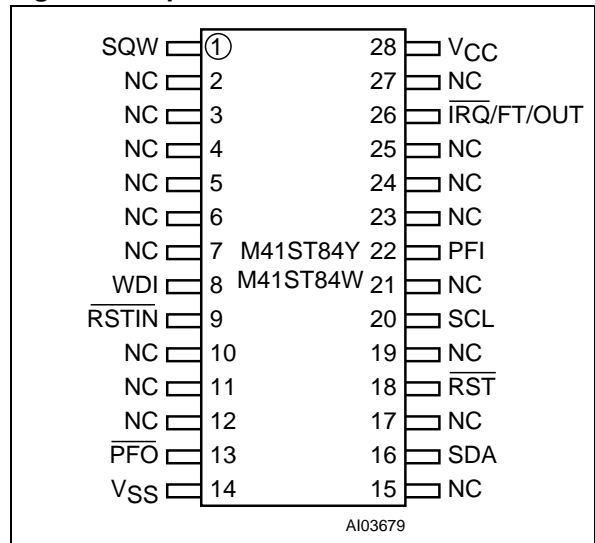 SQW 1 28 VCC
NC 2 27 NC
NC 3 26 IRQ/FT/OUT
NC 4 25 NC
NC 5 24 NC
NC 6 23 NC
NC 7 M41ST84Y 22 PFI
WDI 8 M41ST84W 21 NC
RSTIN 9 20 SCL
NC 10 19 NC
NC 11 18 RST
NC 12 17 NC
PFO 13 16 SDA
VSS 14 15 NC
AI03679